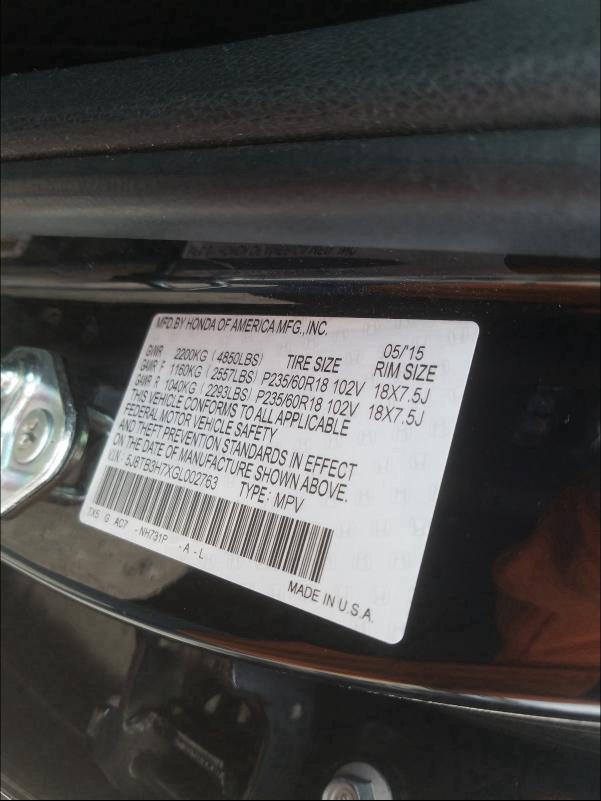 MFD.BY HONDA OF AMERICA MFG.,INC. 05/15
GVWR 2200KG (4850LBS) TIRE SIZE RIM SIZE
GAWR F 1160KG (2557LBS) P235/60R18 102V 18X7.5J
GAWR R 1040KG (2293LBS) P235/60R18 102V 18X7.5J
THIS VEHICLE CONFORMS TO ALL APPLICABLE
FEDERAL MOTOR VEHICLE SAFETY
AND THEFT PREVENTION STANDARDS IN EFFECT
ON THE DATE OF MANUFACTURE SHOWN ABOVE.
V.I.N: 5J8TB3H7XGL002763 TYPE: MPV
TX5 G AC7 -NH731P -A-L
MADE IN U.S.A.